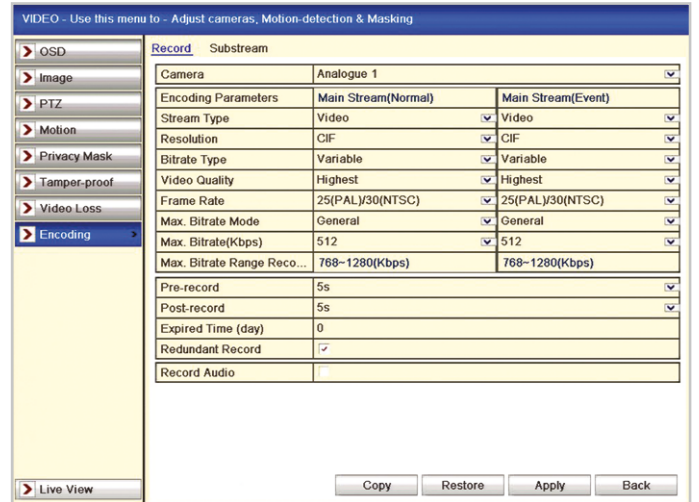 VIDEO - Use this menu to - Adjust cameras, Motion-detection & Masking
OSD
Image
PTZ
Motion
Privacy Mask
Tamper-proof
Video Loss
Encoding
Live View
Record Substream
Camera Analogue 1
Encoding Parameters Main Stream(Normal) Main Stream(Event)
Stream Type Video Video
Resolution CIF CIF
Bitrate Type Variable Variable
Video Quality Highest Highest
Frame Rate 25(PAL)/30(NTSC) 25(PAL)/30(NTSC)
Max. Bitrate Mode General General
Max. Bitrate(Kbps) 512 512
Max. Bitrate Range Reco... 768~1280(Kbps) 768~1280(Kbps)
Pre-record 5s
Post-record 5s
Expired Time (day) 0
Redundant Record
Record Audio
Copy Restore Apply Back